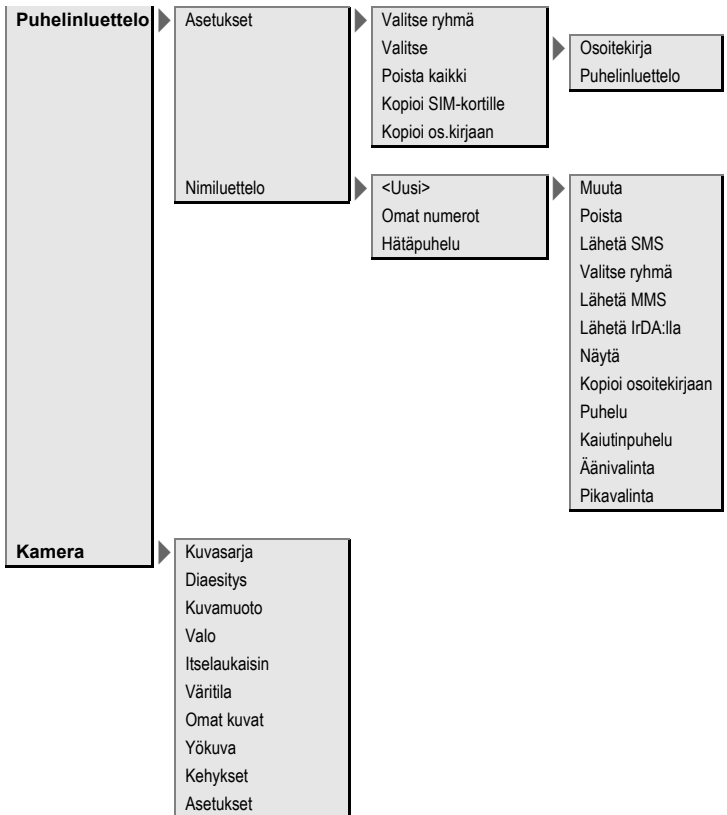 Puhelinluettelo
Asetukset
Valitse ryhmä
Valitse
Poista kaikki
Kopioi SIM-kortille
Kopioi os.kirjaan
Osoitekirja
Puhelinluettelo
Nimiluettelo
<Uusi>
Omat numerot
Hätäpuhelu
Muuta
Poista
Lähetä SMS
Valitse ryhmä
Lähetä MMS
Lähetä IrDA:lla
Näytä
Kopioi osoitekirjaan
Puhelu
Kaiutinpuhelu
Äänivalinta
Pikavalinta
Kamera
Kuvasarja
Diaesitys
Kuvamuoto
Valo
Itselaukaisin
Väritila
Omat kuvat
Yökuva
Kehykset
Asetukset